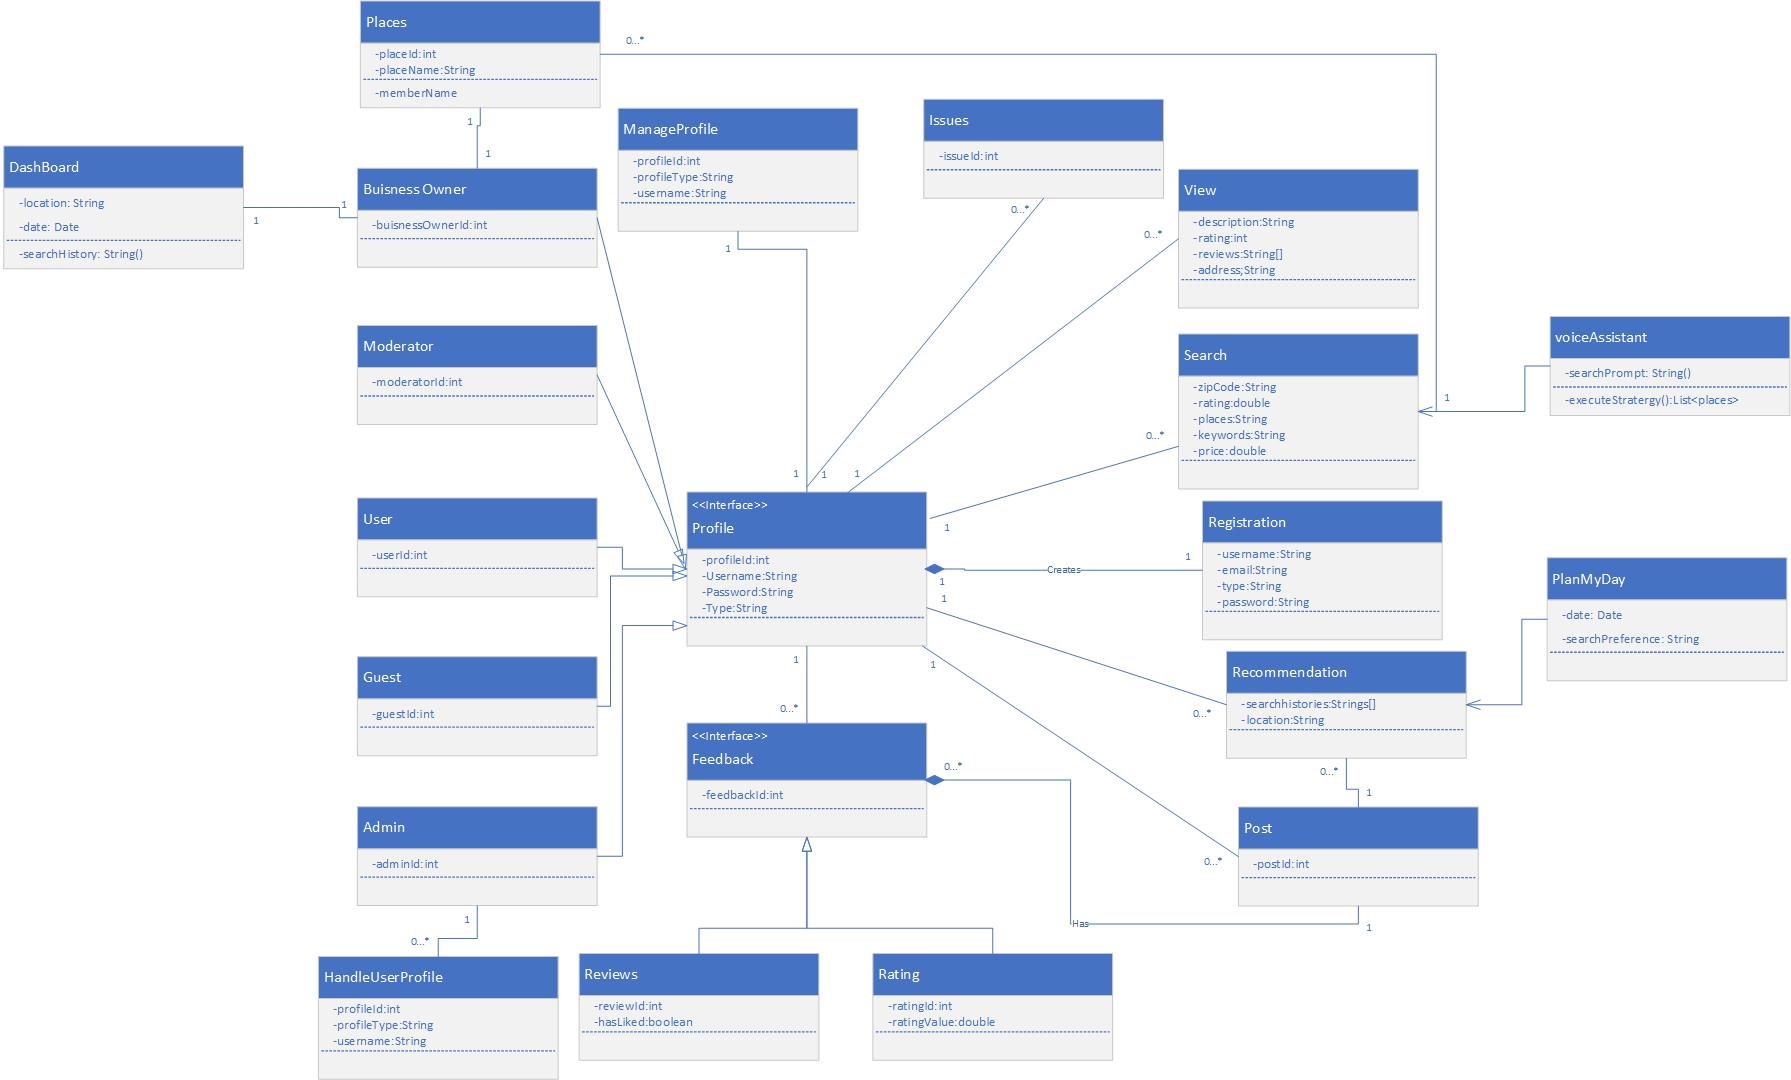 Places
-placeId:int
-placeName:String
-memberName
0...*
1
1
DashBoard
-location: String
-date: Date
-searchHistory: String()
1
1
Buisness Owner
-buisnessOwnerId:int
ManageProfile
-profileId:int
-profileType:String
-username:String
1
Issues
-issueId:int
0...*
View
-description:String
-rating:int
-reviews:String[]
-address;String
0...*
Moderator
-moderatorId:int
Search
-zipCode:String
-rating:double
-places:String
-keywords:String
-price:double
0...*
1
voiceAssistant
-searchPrompt: String()
-executeStratergy():List<places>
1
1
1
1
User
-userId:int
<<Interface>>
Profile
-profileId:int
-Username:String
-Password:String
-Type:String
Creates
1
1
1
Registration
-username:String
-email:String
-type:String
-password:String
PlanMyDay
-date: Date
-searchPreference: String
Guest
-guestId:int
1
0...*
1
Recommendation
-searchhistories:Strings[]
-location:String
0...*
0...*
1
<<Interface>>
Feedback
-feedbackId:int
0...*
Post
-postId:int
0...*
Has
1
Admin
-adminId:int
1
0...*
HandleUserProfile
-profileId:int
-profileType:String
-username:String
Reviews
-reviewId:int
-hasLiked:boolean
Rating
-ratingId:int
-ratingValue:double